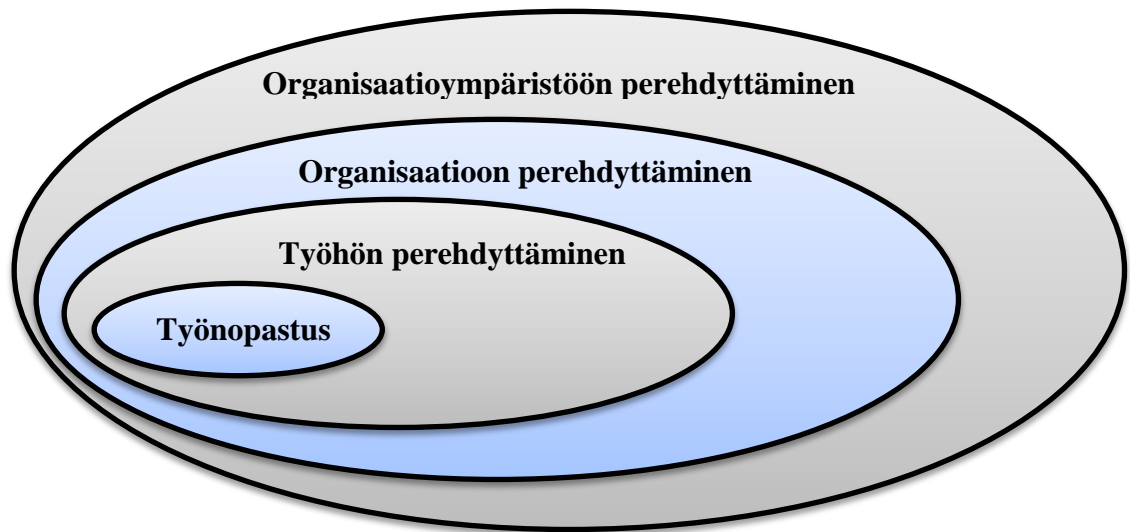 Organisaatioympäristöön perehdyttäminen
Organisaatioon perehdyttäminen
Työhön perehdyttäminen
Työnopastus